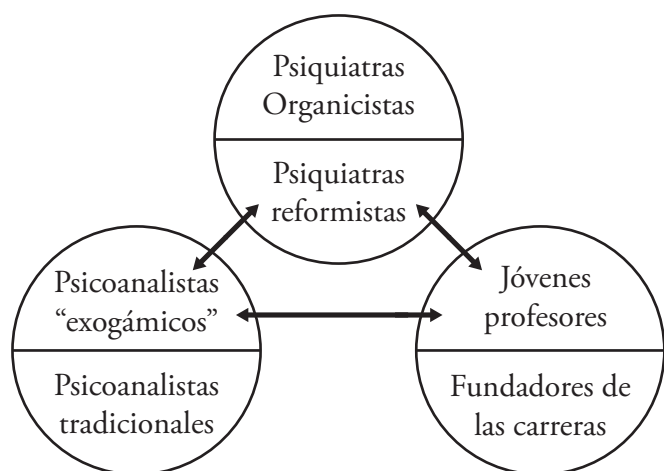 Psiquiatras
Organicistas
Psiquiatras
reformistas
Psicoanalistas
“exogámicos”
Psicoanalistas
tradicionales
Jóvenes
profesores
Fundadores de
las carreras